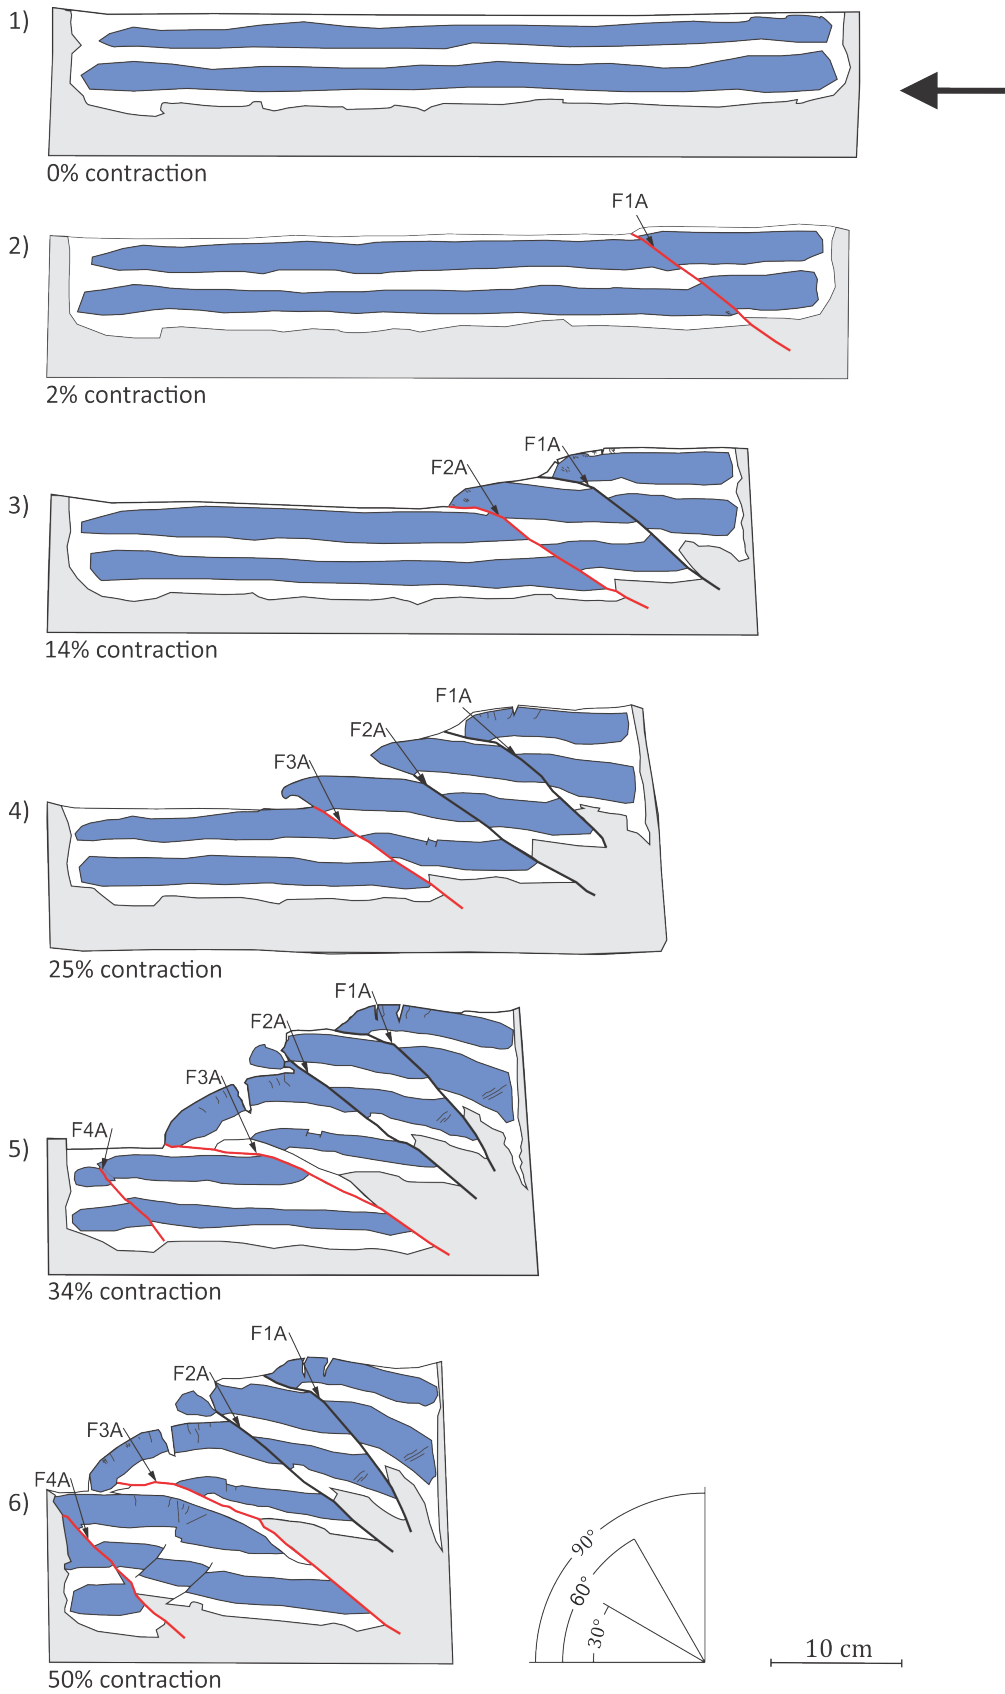 1)
0% contraction
F1A
2)
2% contraction
F1A
F2A
3)
14% contraction
F1A
F2A
F3A
4)
25% contraction
F1A
F2A
F3A
F4A
5)
34% contraction
F1A
F2A
F3A
F4A
6)
90°
60°
30°
10 cm
50% contraction